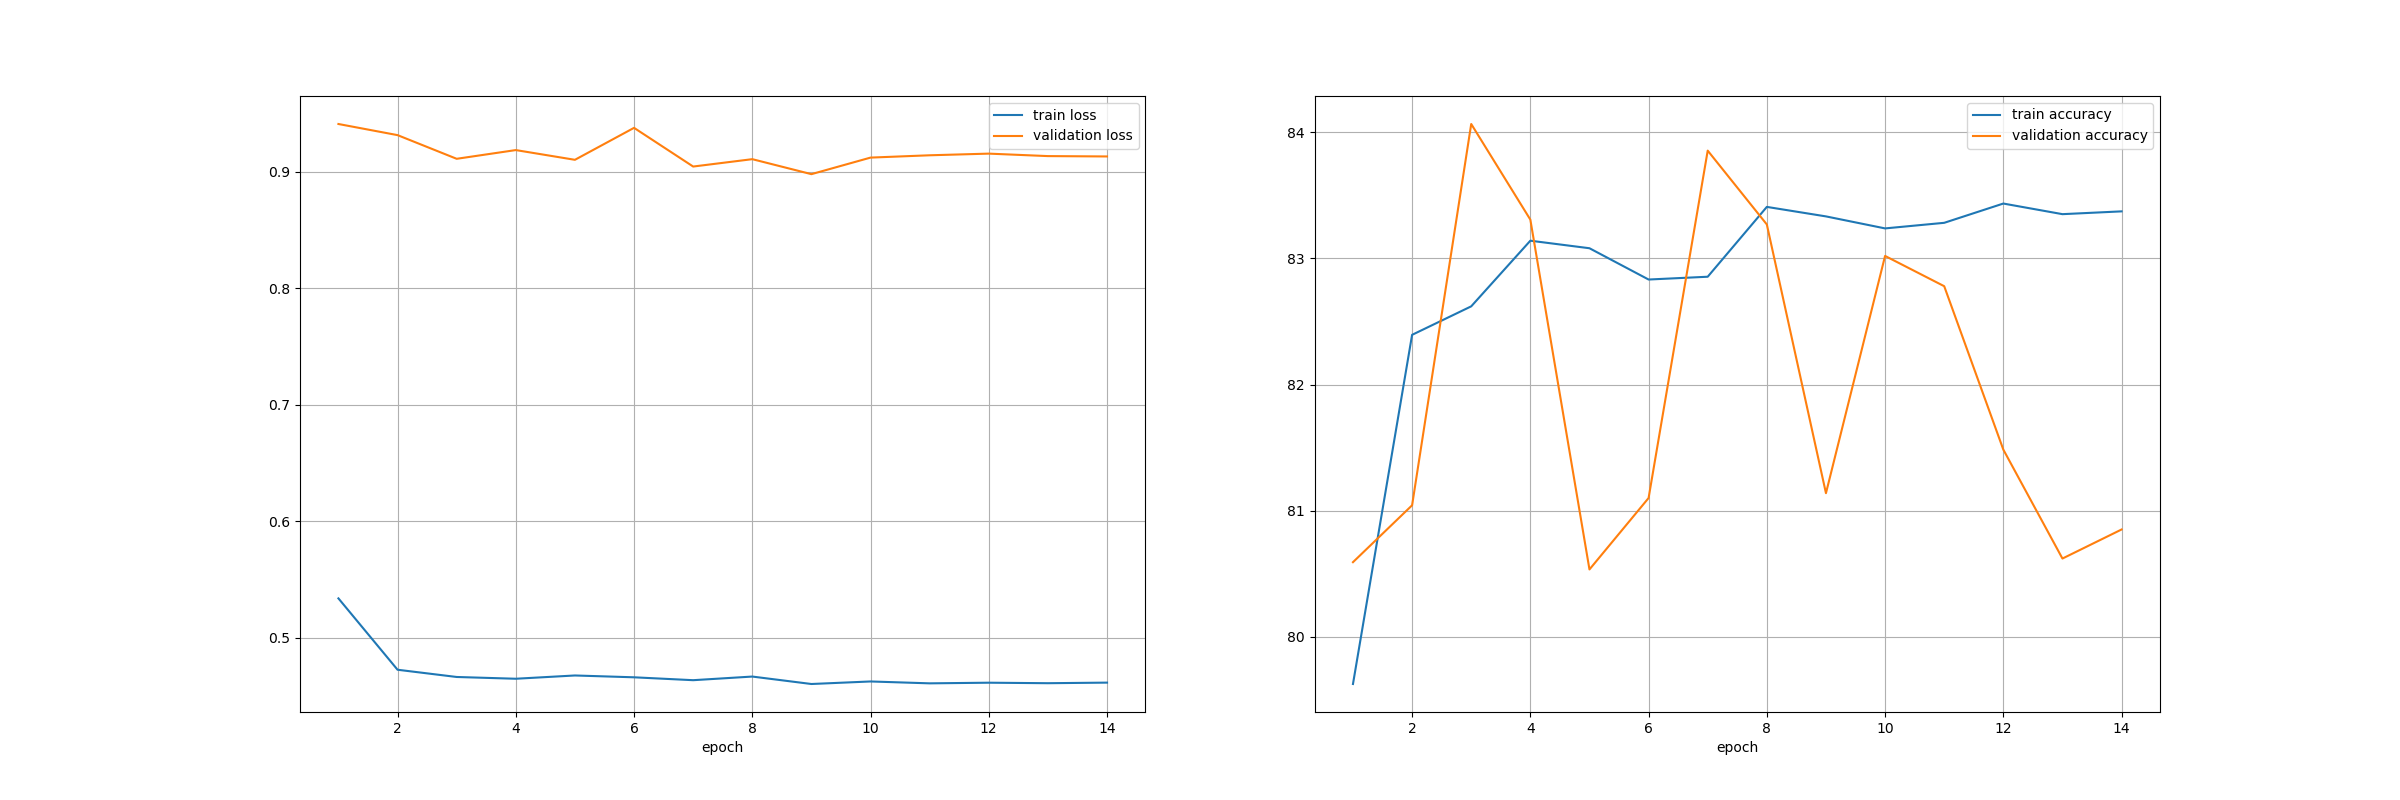 train loss
validation loss
0.9
0.8
0.7
0.6
0.5
2 4 6 8 10 12 14
epoch
train accuracy
validation accuracy
84
83
82
81
80
2 4 6 8 10 12 14
epoch